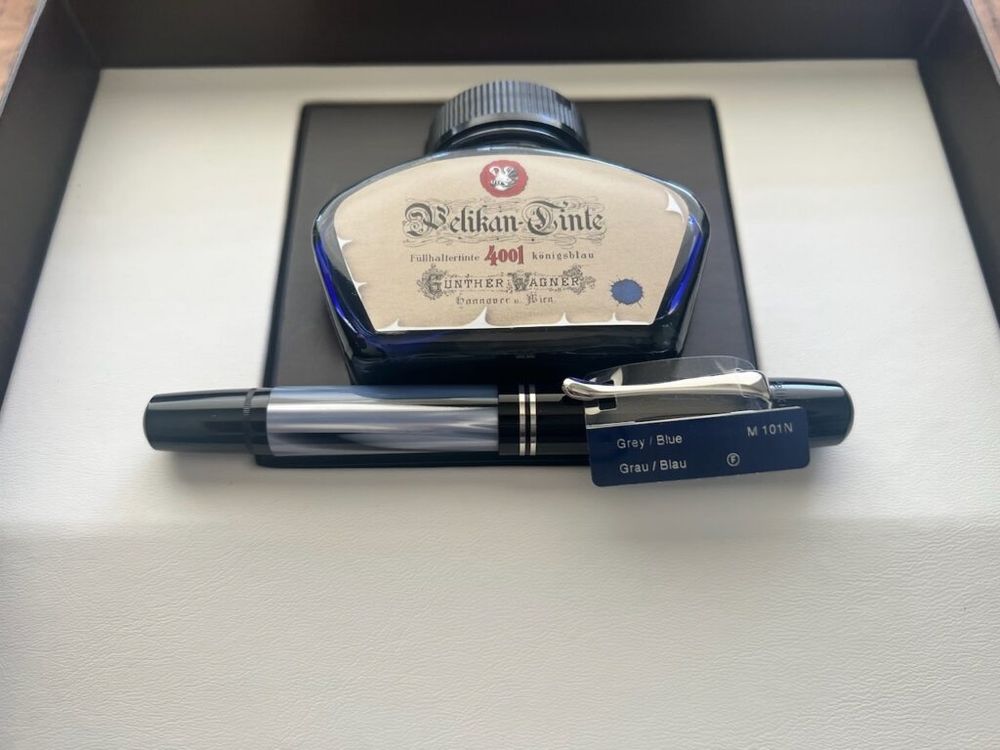 Pelikan-Tinte
Füllhaltertinte 4001 königsblau
GÜNTHER WAGNER
Hannover u. Wien
Grey / Blue M 101N
Grau / Blau F